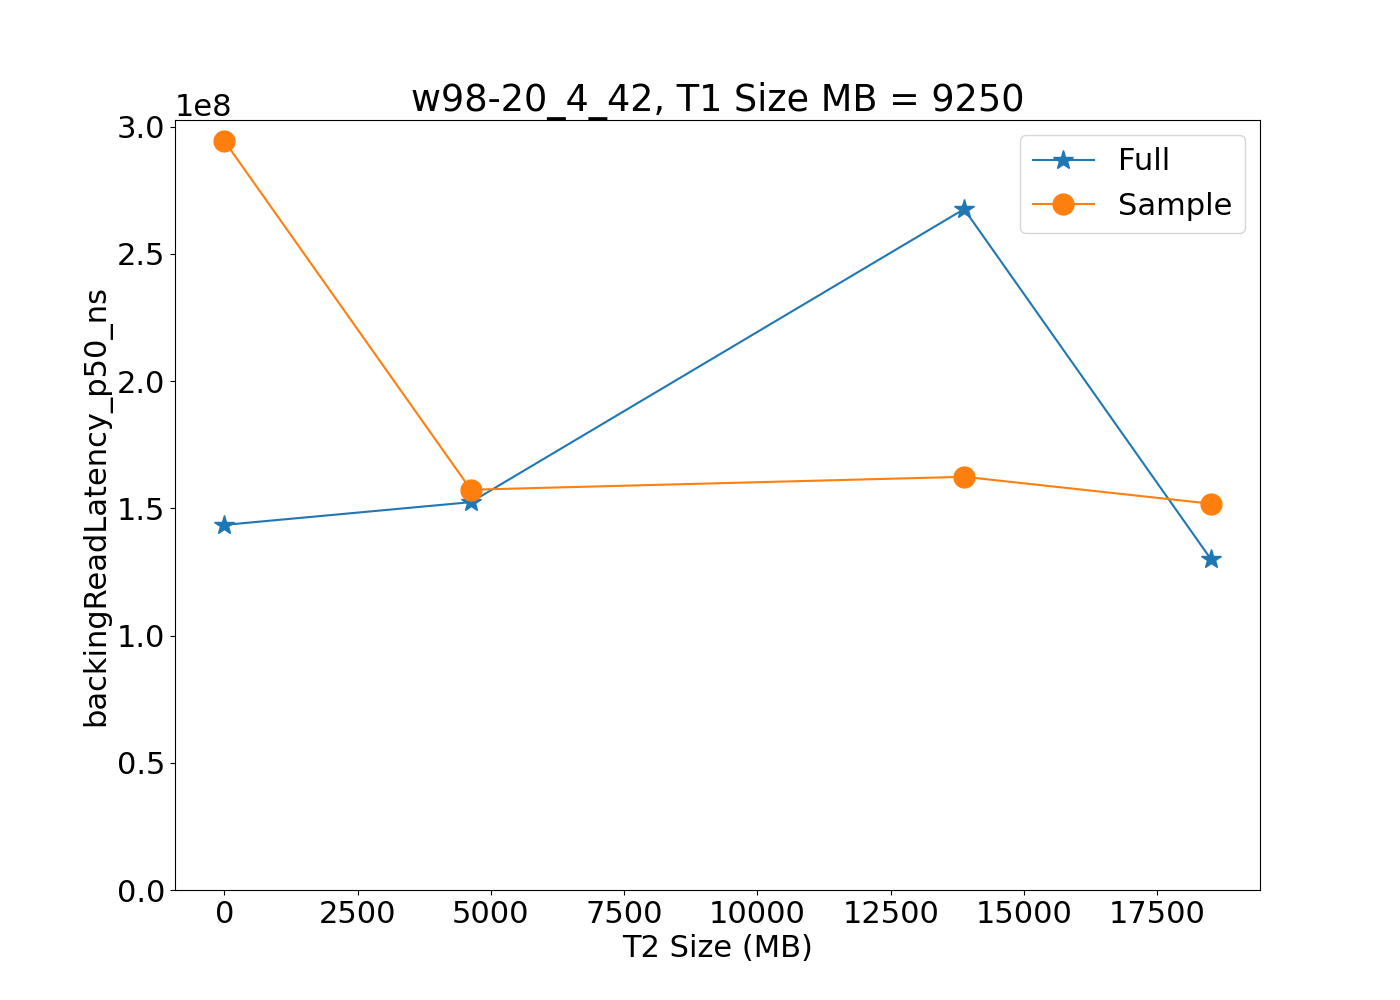 w98-20_4_42, T1 Size MB = 9250
1e8
3.0
2.5
2.0
1.5
1.0
0.5
0.0
backingReadLatency_p50_ns
Full
Sample
0 2500 5000 7500 10000 12500 15000 17500
T2 Size (MB)